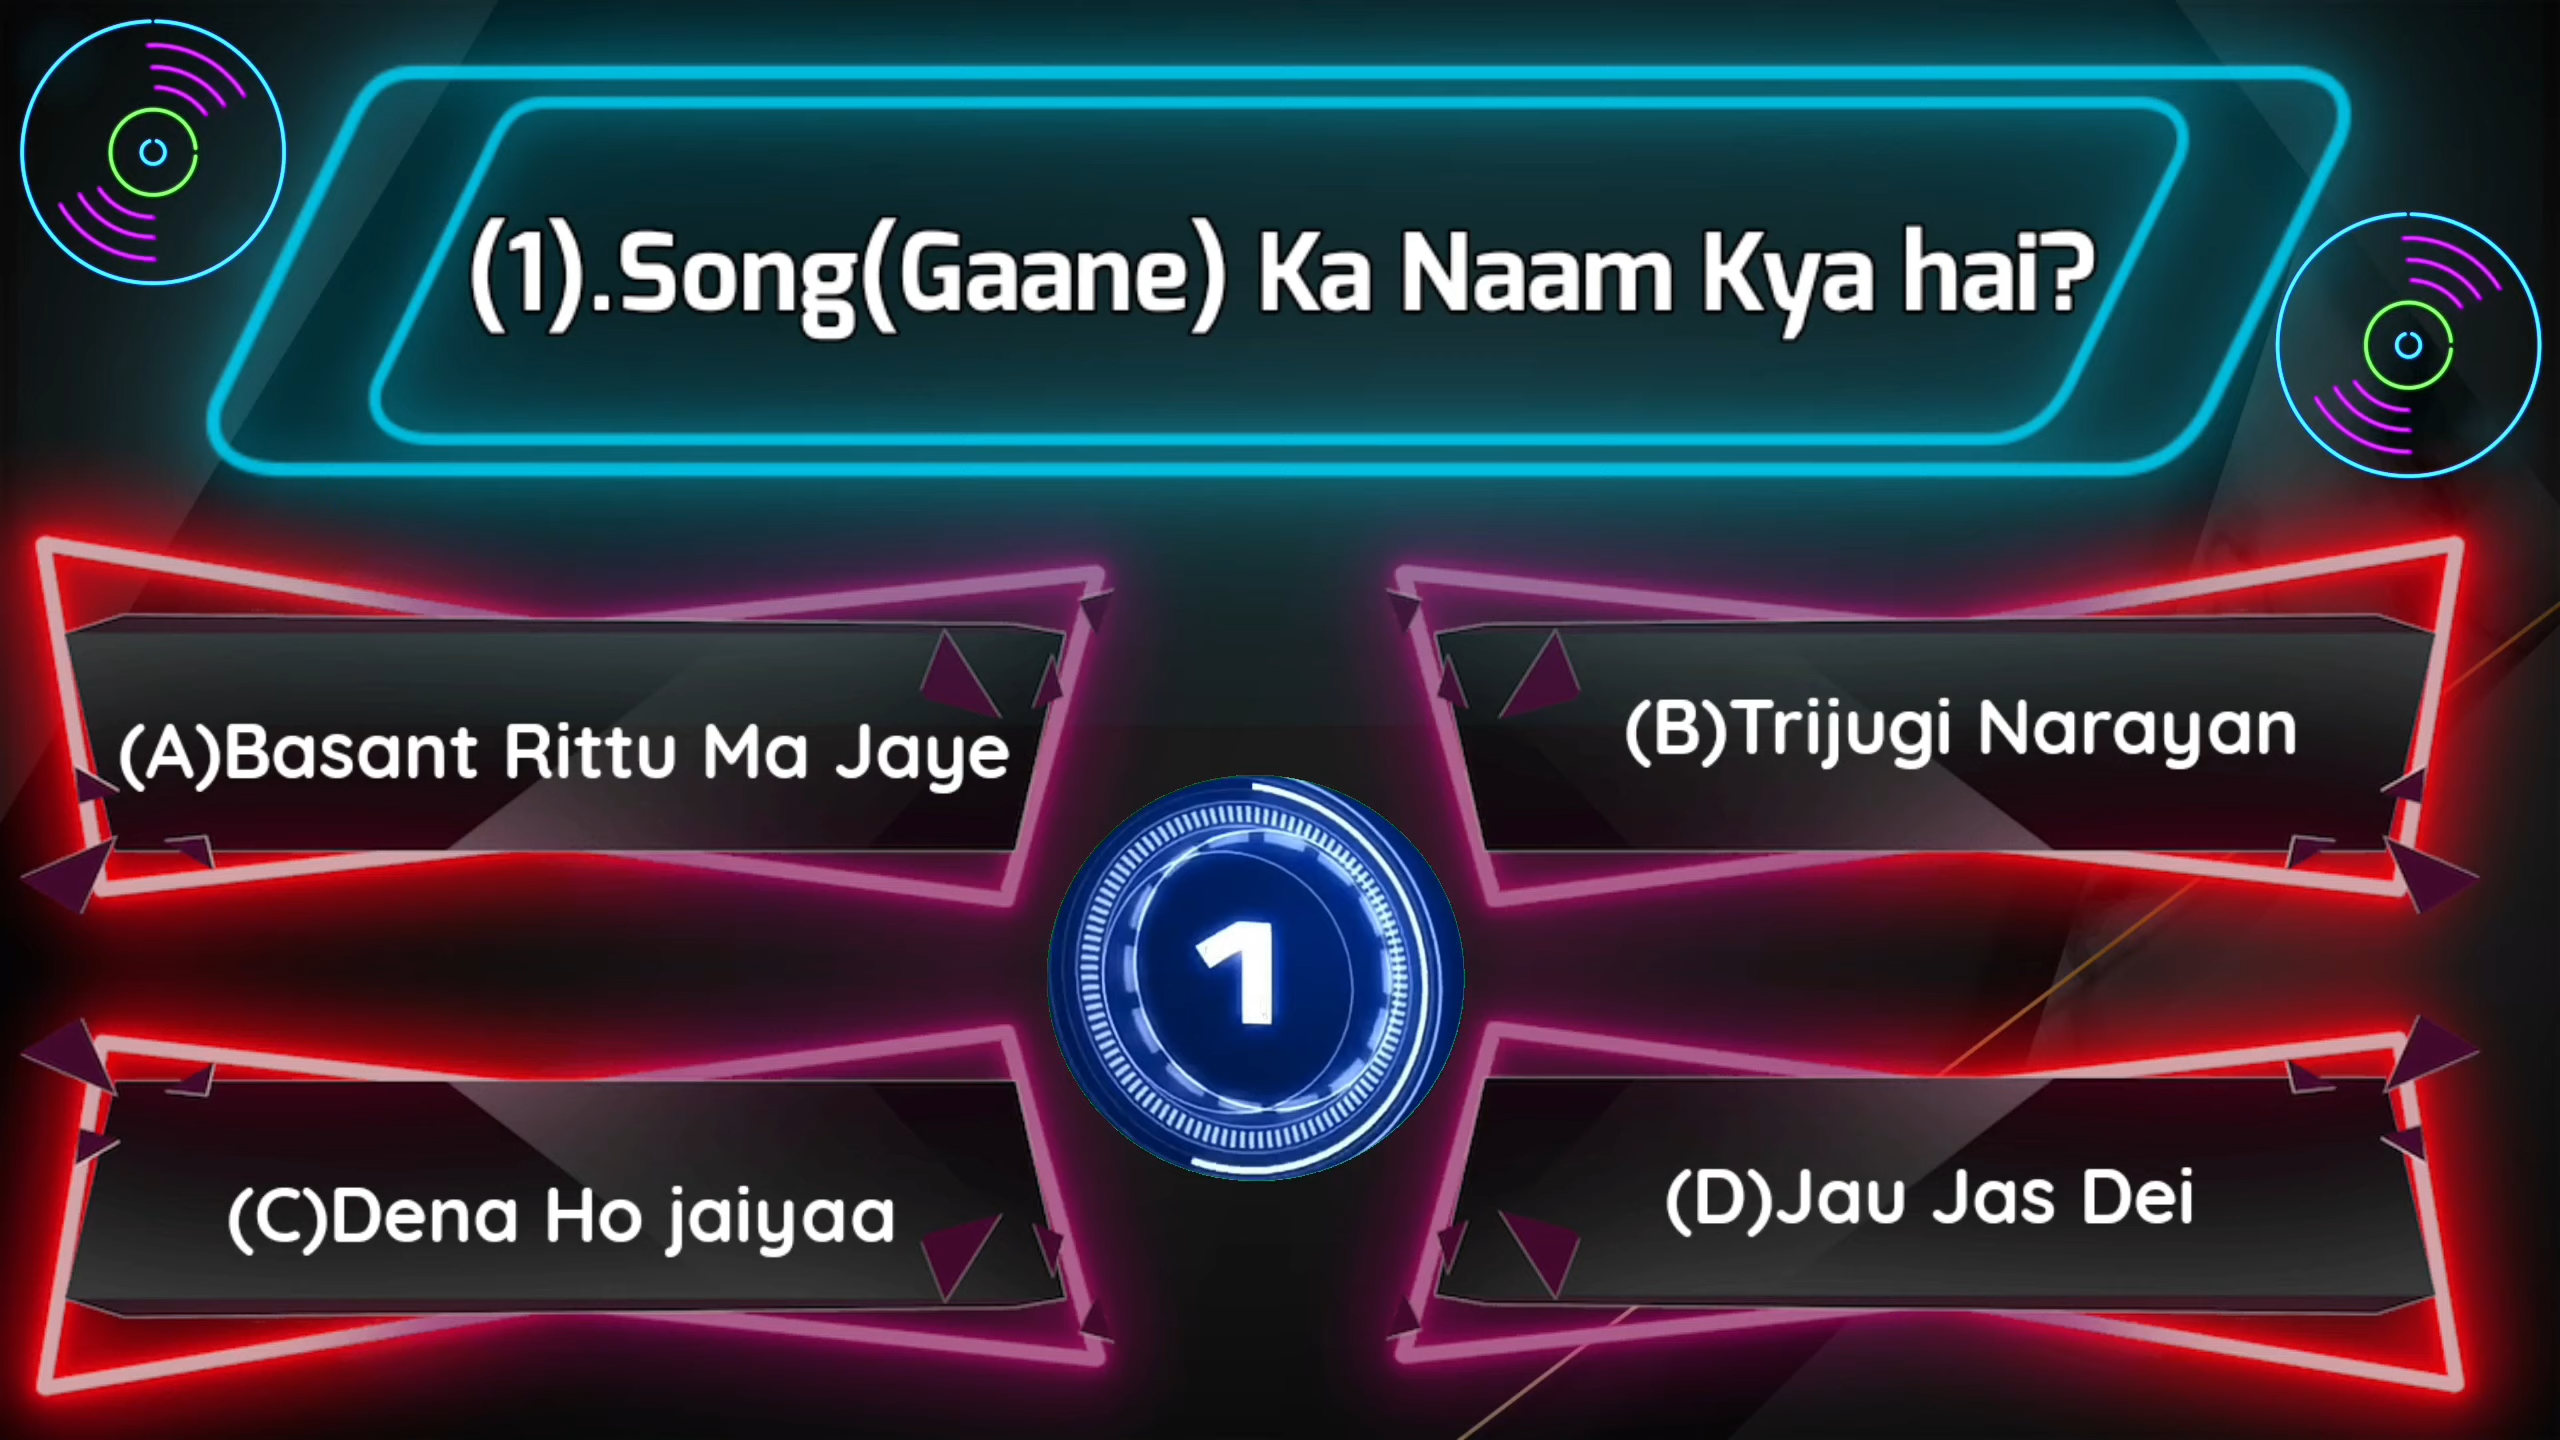 (1).Song(Gaane) Ka Naam Kya hai?
(A)Basant Rittu Ma Jaye
(B)Trijugi Narayan
1
(C)Dena Ho jaiyaa
(D)Jau Jas Dei